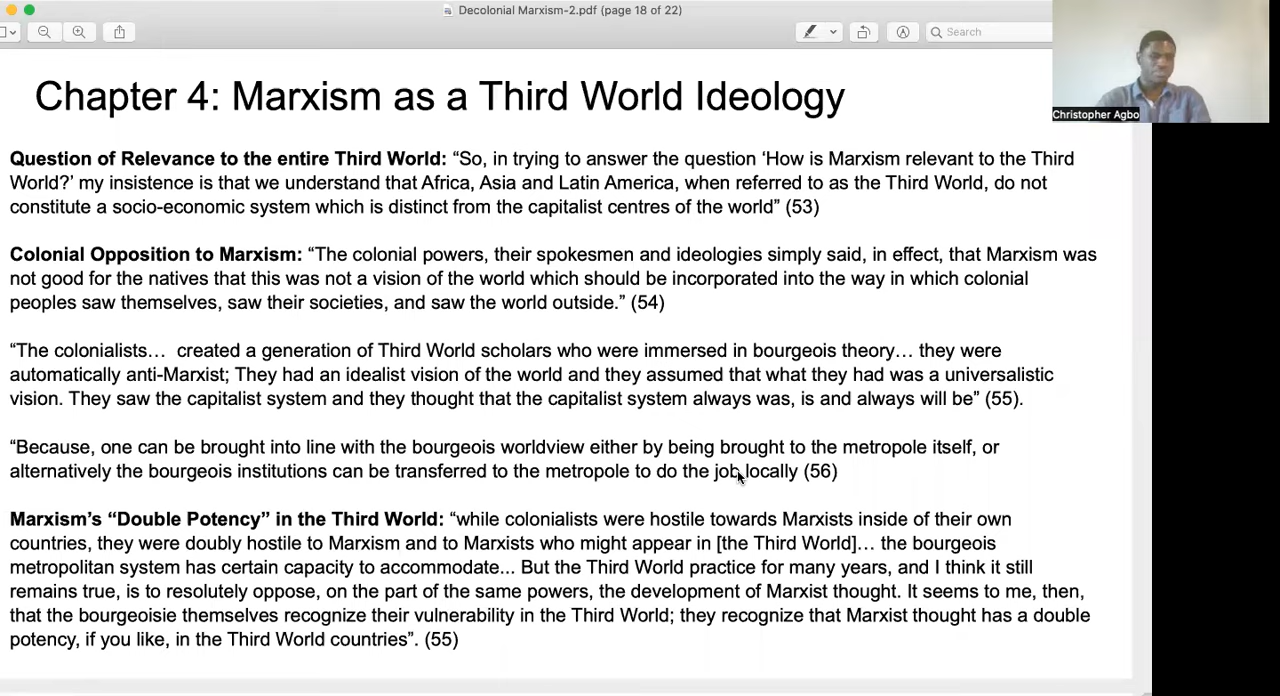 Decolonial Marxism-2.pdf (page 18 of 22)
Search
Christopher Agbo
Chapter 4: Marxism as a Third World Ideology
Question of Relevance to the entire Third World: “So, in trying to answer the question ‘How is Marxism relevant to the Third
World?’ my insistence is that we understand that Africa, Asia and Latin America, when referred to as the Third World, do not
constitute a socio-economic system which is distinct from the capitalist centres of the world” (53)
Colonial Opposition to Marxism: “The colonial powers, their spokesmen and ideologies simply said, in effect, that Marxism was
not good for the natives that this was not a vision of the world which should be incorporated into the way in which colonial
peoples saw themselves, saw their societies, and saw the world outside.” (54)
“The colonialists… created a generation of Third World scholars who were immersed in bourgeois theory… they were
automatically anti-Marxist; They had an idealist vision of the world and they assumed that what they had was a universalistic
vision. They saw the capitalist system and they thought that the capitalist system always was, is and always will be” (55).
“Because, one can be brought into line with the bourgeois worldview either by being brought to the metropole itself, or
alternatively the bourgeois institutions can be transferred to the metropole to do the job locally (56)
Marxism’s “Double Potency” in the Third World: “while colonialists were hostile towards Marxists inside of their own
countries, they were doubly hostile to Marxism and to Marxists who might appear in [the Third World]… the bourgeois
metropolitan system has certain capacity to accommodate... But the Third World practice for many years, and I think it still
remains true, is to resolutely oppose, on the part of the same powers, the development of Marxist thought. It seems to me, then,
that the bourgeoisie themselves recognize their vulnerability in the Third World; they recognize that Marxist thought has a double
potency, if you like, in the Third World countries”. (55)